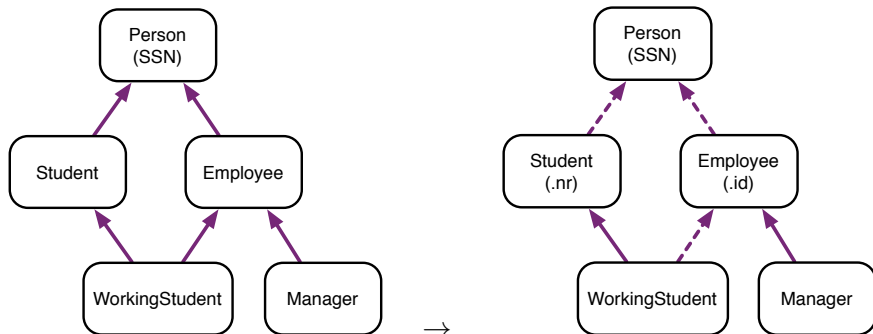 Person
(SSN)
Student
Employee
WorkingStudent
Manager
→
Person
(SSN)
Student
(.nr)
Employee
(.id)
WorkingStudent
Manager